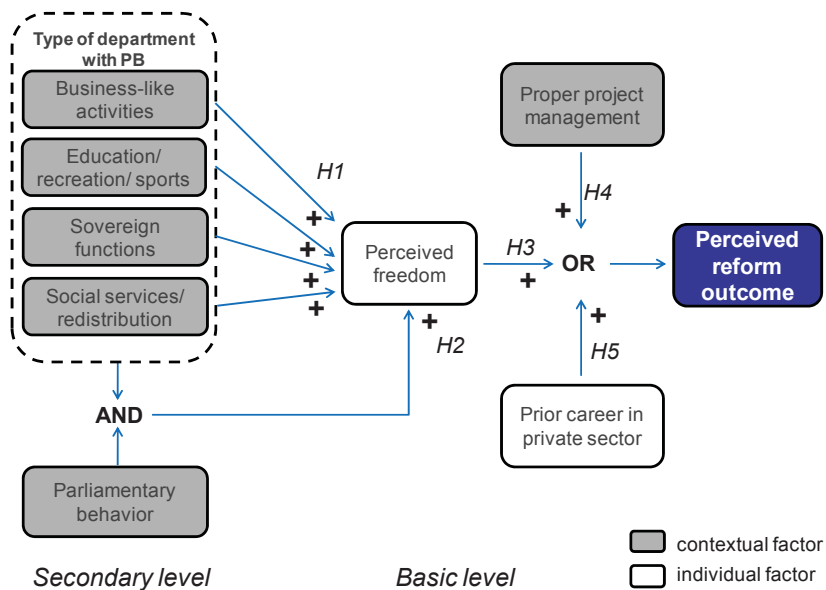 Type of department
with PB
Business-like
activities
Education/
recreation/ sports
Sovereign
functions
Social services/
redistribution
AND
Parliamentary
behavior
Secondary level
H1
+
+
+
+
Perceived
freedom
+
H2
Basic level
Proper project
management
H4
+
H3
+
OR
+
H5
Prior career in
private sector
Perceived
reform
outcome
contextual factor
individual factor